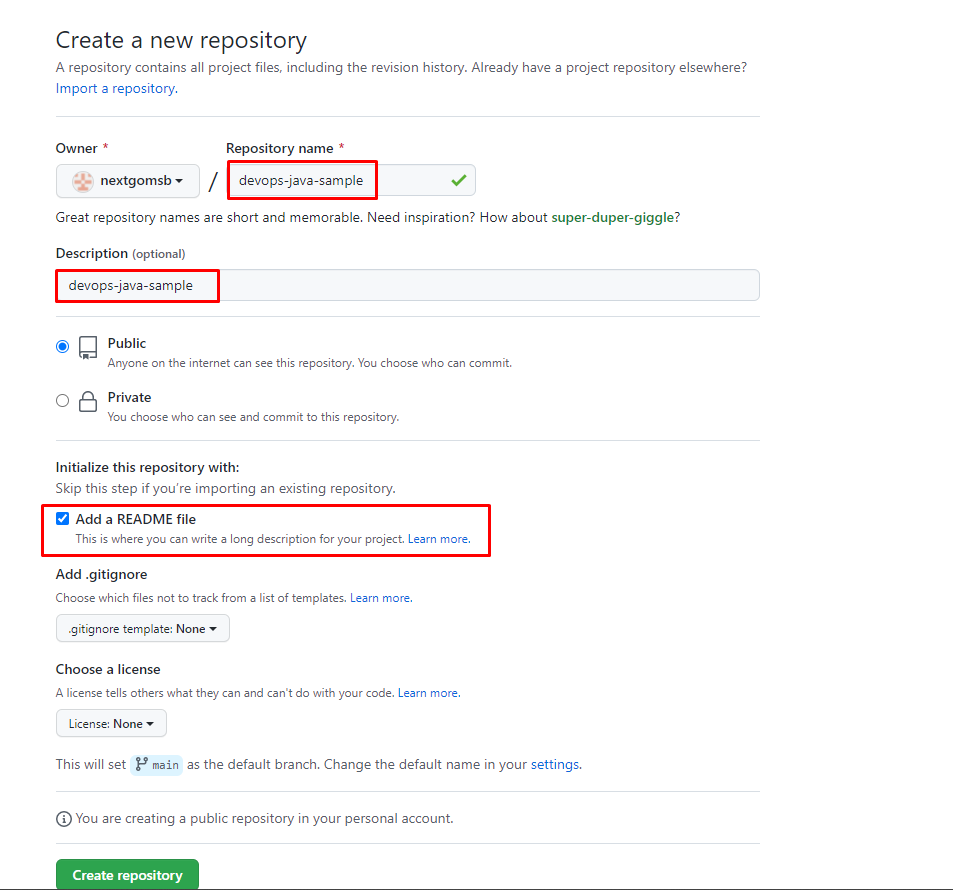 Create a new repository
A repository contains all project files, including the revision history. Already have a project repository elsewhere?
Import a repository.
Owner *
Repository name *
nextgomsb
/
devops-java-sample
Great repository names are short and memorable. Need inspiration? How about super-duper-giggle?
Description (optional)
devops-java-sample
Public
Anyone on the internet can see this repository. You choose who can commit.
Private
You choose who can see and commit to this repository.
Initialize this repository with:
Skip this step if you're importing an existing repository.
Add a README file
This is where you can write a long description for your project. Learn more.
Add .gitignore
Choose which files not to track from a list of templates. Learn more.
.gitignore template: None
Choose a license
A license tells others what they can and can't do with your code. Learn more.
License: None
This will set main as the default branch. Change the default name in your settings.
You are creating a public repository in your personal account.
Create repository